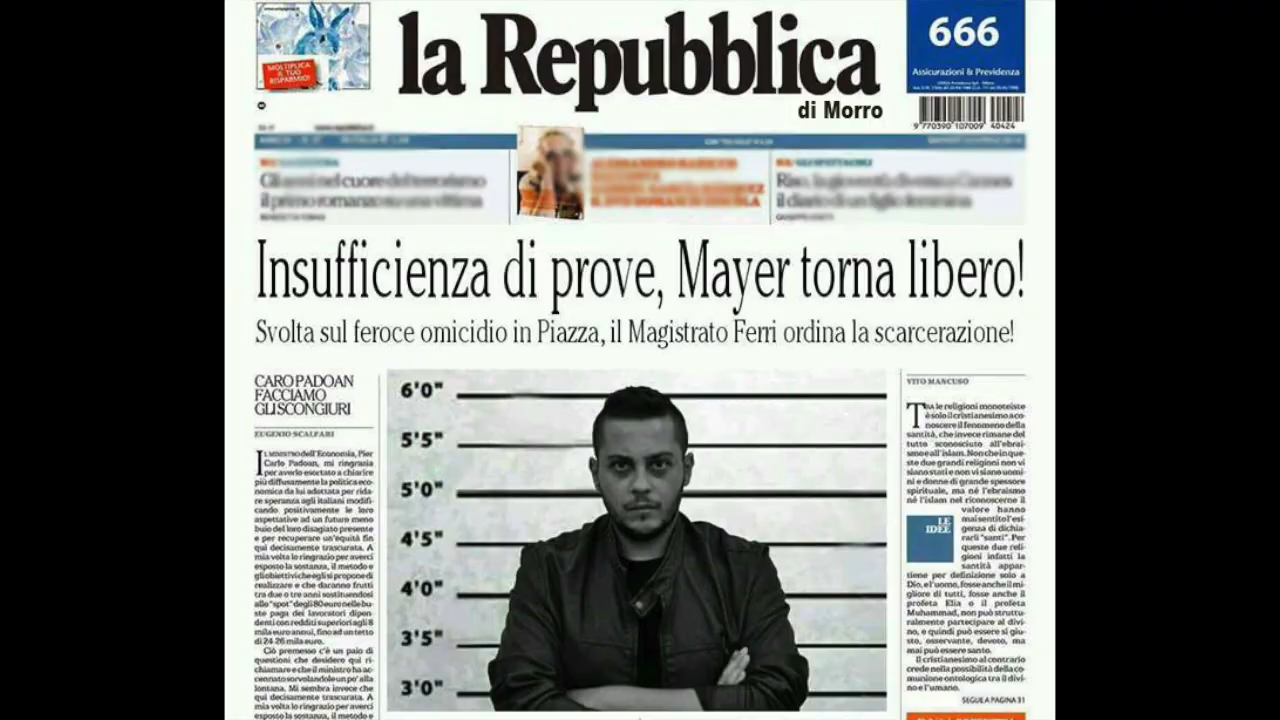 MOLTIPLICA
IL TUO
RISPARMIO!
la Repubblica
di Morro
666
Assicurazioni & Previdenza
9 770390 107009 40424
Insufficienza di prove, Mayer torna libero!
Svolta sul feroce omicidio in Piazza, il Magistrato Ferri ordina la scarcerazione!
CARO PADOAN
FACCIAMO
GLI SCONGIURI
EUGENIO SCALFARI
IL MINISTRO dell'Economia, Pier
Carlo Padoan, mi ringrazia
per averlo esortato a chiarire
più diffusamente la politica eco-
nomica da lui adottata per rida-
re speranza agli italiani modifi-
cando positivamente le loro
aspettative ad un futuro meno
buio del loro disagiato presente
e per recuperare un'equità fin
qui decisamente trascurata. A
mia volta lo ringrazio per averci
esposto la sostanza, il metodo e
gli obiettivi che egli si propone di
realizzare e che daranno frutti
tra due o tre anni sostituendosi
allo "spot" degli 80 euro nelle bu-
ste paga dei lavoratori dipen-
denti con redditi superiori agli 8
mila euro annui, fino ad un tetto
di 24-26 mila euro.
Ciò premesso c'è un paio di
questioni che desidero qui ri-
chiamare e che il ministro ha ac-
cennato sorvolandole un po' alla
lontana. Mi sembra invece che
qui decisamente trascurata. A
mia volta lo ringrazio per averci
esposto la sostanza, il metodo e
6'0"
5'5"
5'0"
4'5"
4'0"
3'5"
3'0"
VITO MANCUSO
TRA le religioni monoteiste
è solo il cristianesimo a co-
noscere il fenomeno della
santità, che invece rimane del
tutto sconosciuto all'ebrai-
smo e all'islam. Non che in que-
ste due grandi religioni non vi
siano stati e non vi siano uomi-
ni e donne di grande spessore
spirituale, ma né l'ebraismo
né l'islam nel riconoscerne il
valore hanno
mai sentito l'esi-
genza di dichia-
rarli "santi". Per
queste due reli-
gioni infatti la
santità appar-
LE
IDEE
tiene per definizione solo a
Dio, e l'uomo, fosse anche il mi-
gliore di tutti, fosse anche il
profeta Elia o il profeta
Muhammad, non può struttu-
ralmente partecipare al divi-
no, e quindi può essere sì giu-
sto, osservante, devoto, ma
mai può essere santo.
Il cristianesimo al contrario
crede nella possibilità della co-
munione ontologica tra il divi-
no e l'umano.
SEGUE A PAGINA 31